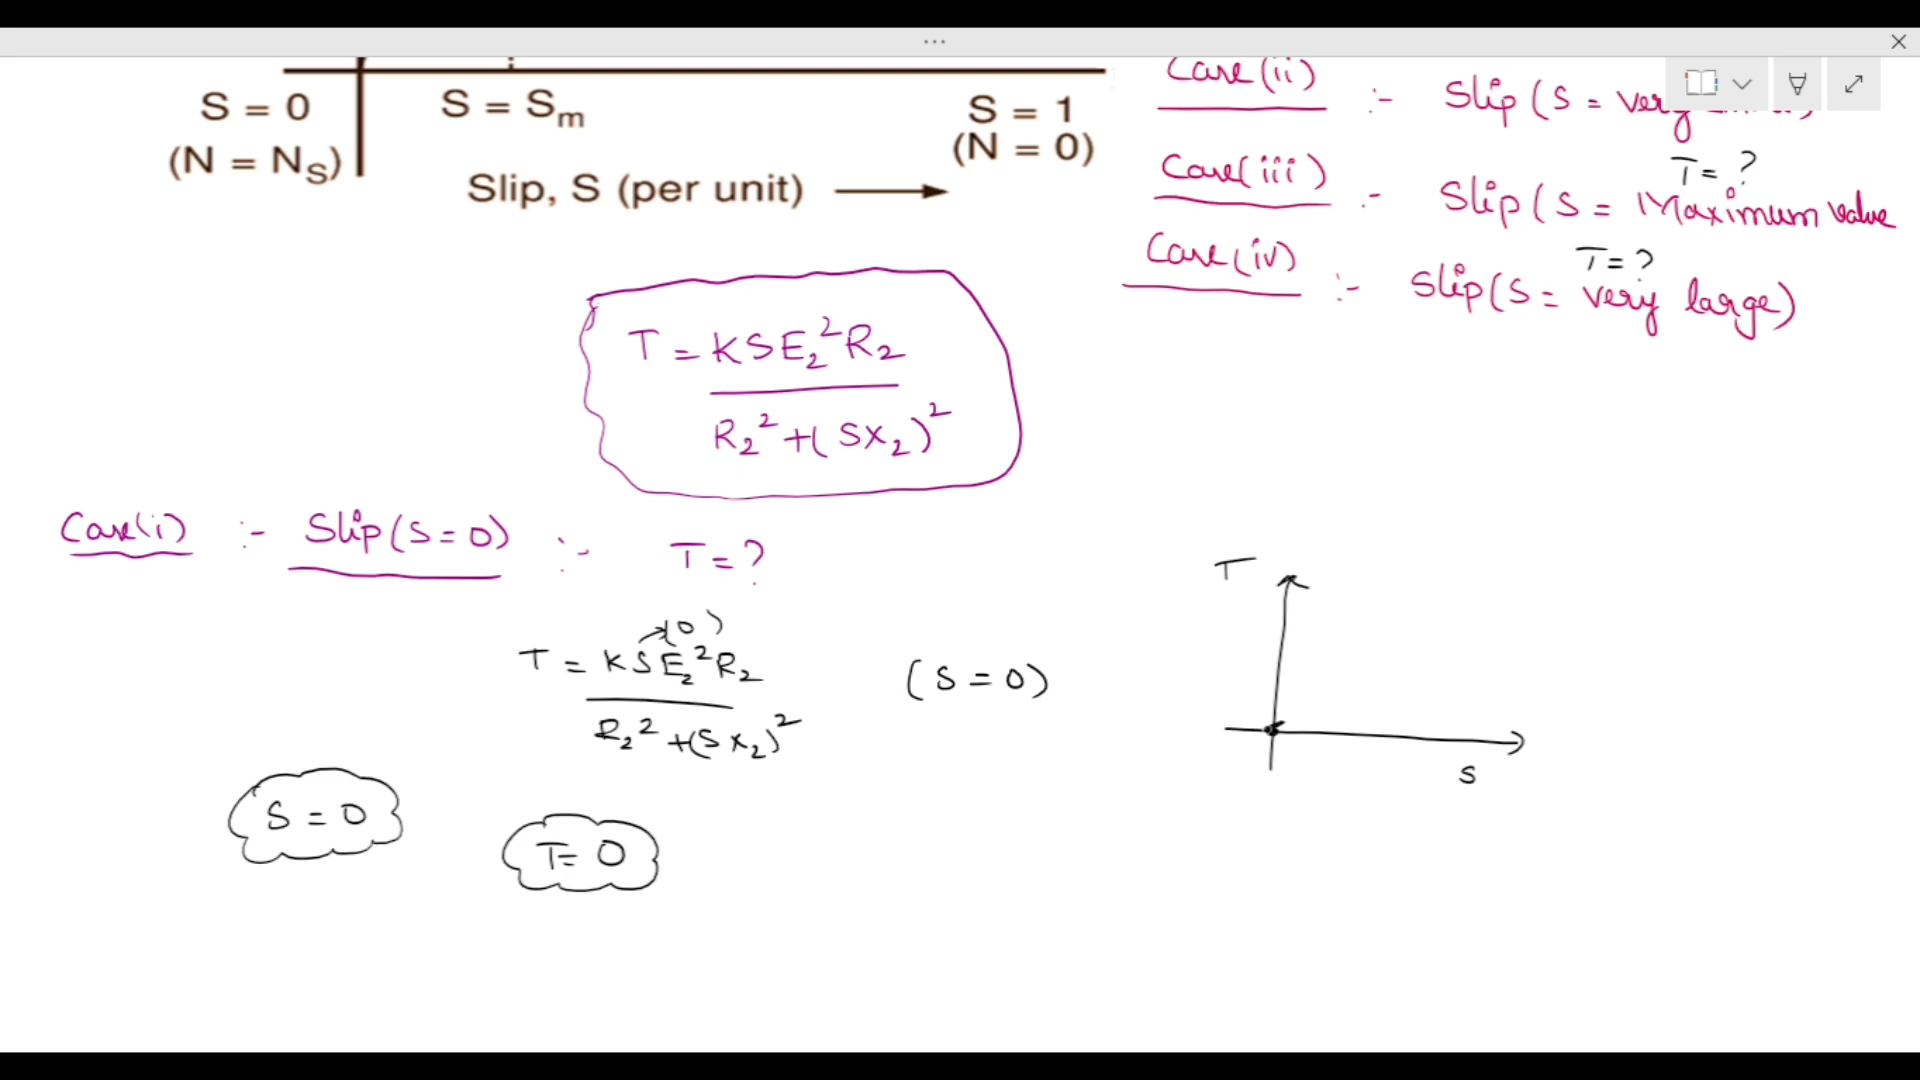 S = 0
(N = NS)
S = Sm
S = 1
(N = 0)
Slip, S (per unit)
Case(ii) :- Slip (S = very
T = ?
Case(iii) :- Slip (S = Maximum value
T = ?
Case(iv) :- Slip (S = very large)
T = KSE₂²R₂
R₂² + (SX₂)²
Case(i) :- Slip (S = 0) :- T = ?
(0)
T = KSE₂²R₂
R₂² + (SX₂)²
(S = 0)
T
S
S = 0
T = 0